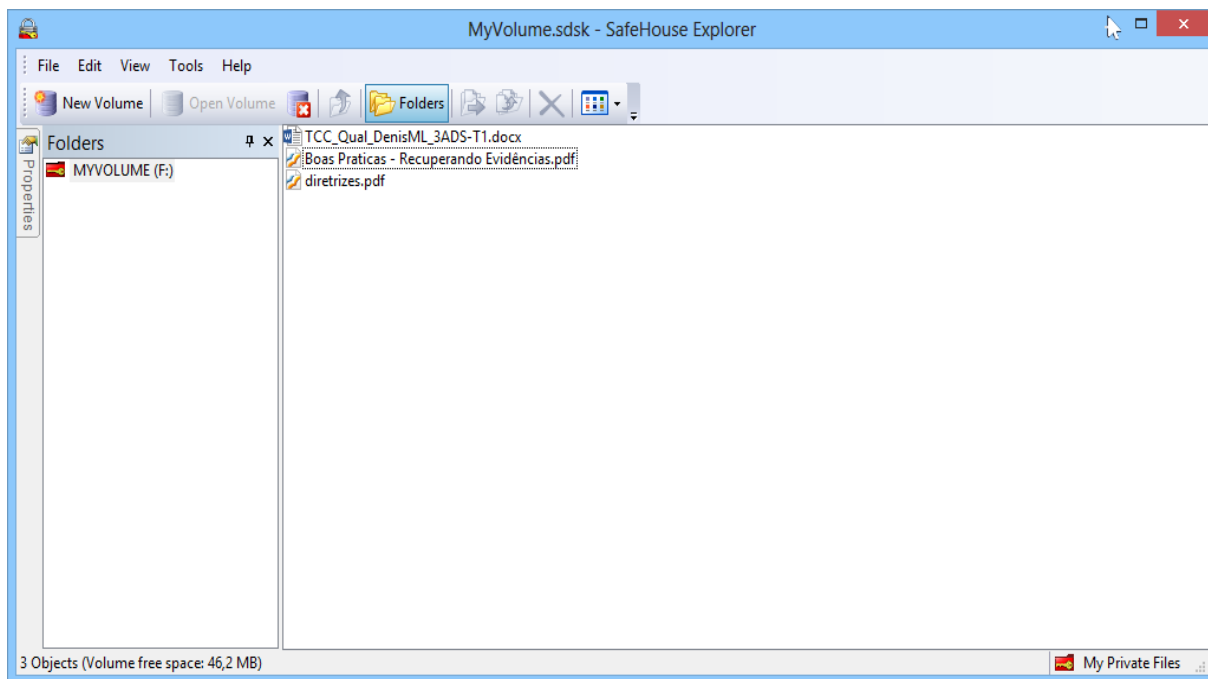 MyVolume.sdsk - SafeHouse Explorer
File Edit View Tools Help
New Volume Open Volume Folders
Properties
Folders
MYVOLUME (F:)
TCC_Qual_DenisML_3ADS-T1.docx
Boas Praticas - Recuperando Evidências.pdf
diretrizes.pdf
3 Objects (Volume free space: 46,2 MB)
My Private Files